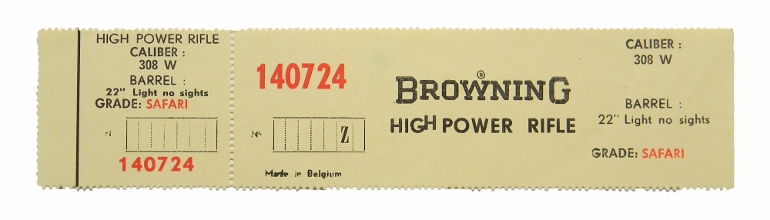 HIGH POWER RIFLE
CALIBER :
308 W
BARREL :
22" Light no sights
GRADE: SAFARI
N°
140724
140724
Nº
Z
Made in Belgium
BROWNING ®
HIGH POWER RIFLE
CALIBER :
308 W
BARREL :
22" Light no sights
GRADE: SAFARI